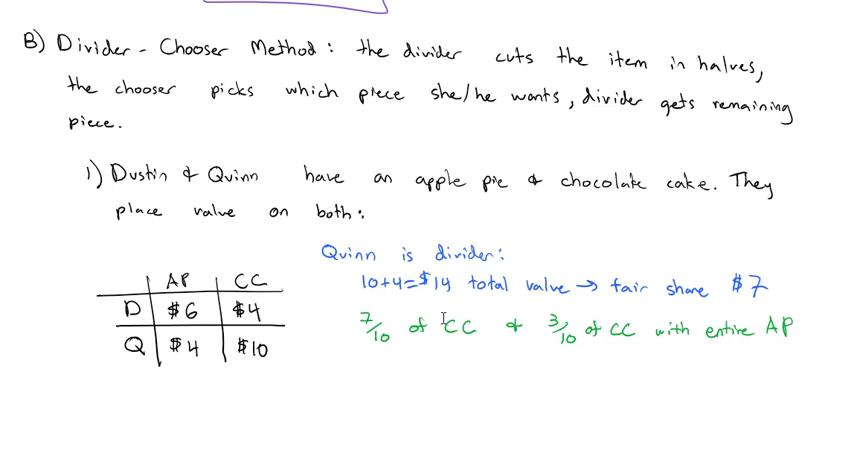 B) Divider - Chooser Method : the divider cuts the item in halves,
the chooser picks which piece she/he wants, divider gets remaining
piece.
1) Dustin & Quinn have an apple pie & chocolate cake. They
place value on both:
Quinn is divider:
10+4=$14 total value → fair share $7
7/10 of CC & 3/10 of CC with entire AP
AP CC
D $6 $4
Q $4 $10